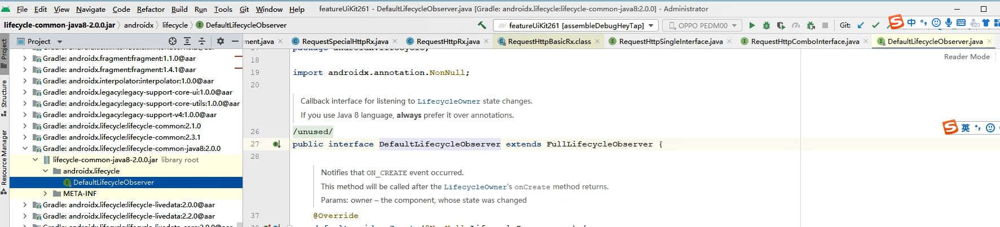 File Edit View Navigate Code Refactor Build Run Tools Git Window Help featureUiKit261 - DefaultLifecycleObserver.java [Gradle: androidx.lifecycle:lifecycle-common-java8:2.0.0] - Administrator
lifecycle-common-java8-2.0.0.jar androidx lifecycle DefaultLifecycleObserver featureUiKit261 [assembleDebugHeyTap] OPPO PEDM00 Git: 中
Project ment.java RequestSpecialHttpRx.java RequestHttpRx.java RequestHttpBasicRx.class RequestHttpSingleInterface.java RequestHttpComboInterface.java DefaultLifecycleObserver.java
Reader Mode
Project
Structure
Resource Manager
Gradle: androidx.fragment:fragment:1.1.0@aar
Gradle: androidx.fragment:fragment:1.4.1@aar
Gradle: androidx.interpolator:interpolator:1.0.0@aar
Gradle: androidx.legacy:legacy-support-core-ui:1.0.0@aar
Gradle: androidx.legacy:legacy-support-core-utils:1.0.0@aar
Gradle: androidx.legacy:legacy-support-v4:1.0.0@aar
Gradle: androidx.lifecycle:lifecycle-common:2.1.0
Gradle: androidx.lifecycle:lifecycle-common:2.3.1
Gradle: androidx.lifecycle:lifecycle-common-java8:2.0.0
lifecycle-common-java8-2.0.0.jar library root
androidx.lifecycle
DefaultLifecycleObserver
META-INF
Gradle: androidx.lifecycle:lifecycle-livedata:2.0.0@aar
Gradle: androidx.lifecycle:lifecycle-livedata:2.2.0@aar
package androidx.lifecycle;
18
19 import androidx.annotation.NonNull;
20
Callback interface for listening to LifecycleOwner state changes.
If you use Java 8 language, always prefer it over annotations.
26 /unused/
27 public interface DefaultLifecycleObserver extends FullLifecycleObserver {
28
Notifies that ON_CREATE event occurred.
This method will be called after the LifecycleOwner's onCreate method returns.
Params: owner – the component, whose state was changed
37 @Override
英